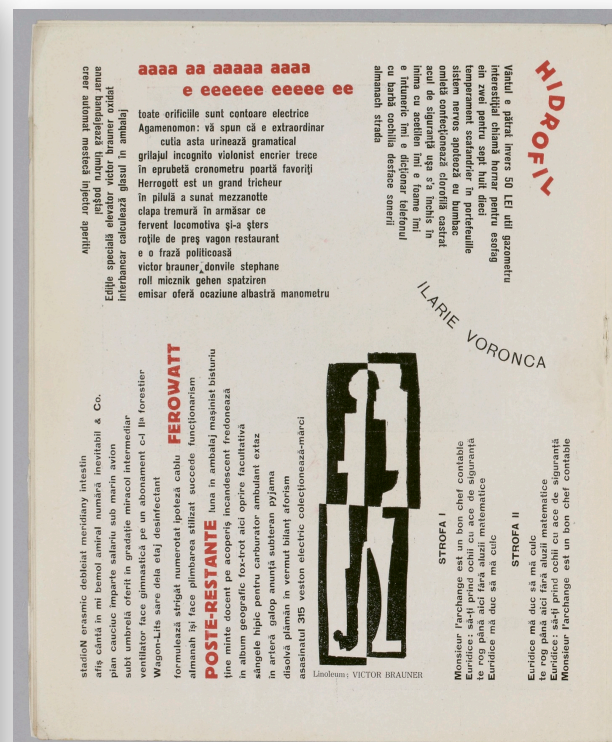 HIDROFIL
Vântul e pătrat invers 50 LEI util gazometru
interestițial chiamă hornar pentru esofag
ein zwei pentru sept huit dieci
temperament scafandrier în portefeuille
sistem nervos apoteză eu bumbac
omletă confecționează clorofilă castrat
acul de siguranță ușa s'a închis în
inima cu acetilen îmi e foame îmi
e întuneric îmi e dicționar telefonul
cu barbă cochilia desface sonerii
almanach strada
aaaa aa aaaaa aaaa
e eeeeee eeeee ee
toate orificiile sunt contoare electrice
Agamenomon: vă spun că e extraordinar
cutia asta urinează gramatical
grilajul incognito violonist encrier trece
în eprubetă cronometru poartă favoriți
Herrogott est un grand tricheur
în pilulă a sunat mezzanotte
clapa tremură în armăsar ce
fervent locomotiva și-a șters
roțile de preș vagon restaurant
e o frază politicoasă
victor brauner donvile stephane
roll micznik gehen spatziren
emisar oferă ocaziune albastră manometru
Ediție specială elevator victor brauner oxidat
interbancar calculează glasul în ambalaj
anuar bandajează timbru poștal
creer automat mestecă injector aperitiv
ILARIE VORONCA
stadioN erasmic debleiat meridiany intestin
afiș cântă în mi bemol amiral numără inevitabil & Co.
pian cauciuc imparte salariu sub marin avion
subt umbrelă oferit în gradație miracol intermediar
ventilator face gimnastică pe un abonament c-l IIa forestier
Wagon-Lits sare dela etaj desinfectant
formulează strigăt numerotat ipoteză cablu FEROWATT
almanah își face plimbarea stilizat succede funcționarism
POSTE-RESTANTE luna în ambalaj mașinist bisturiu
ține minte docent pe acoperiș incandescent fredonează
în album geografic fox-trot aici oprire facultativă
sângele hipic pentru carburator ambulant extaz
în arteră galop anunță subteran pyjama
disolvă plămân în vermut bilanț aforism
asasinatul 315 veston electric colecționează-mărci
Linoleum: VICTOR BRAUNER
STROFA I
Monsieur l'archange est un bon chef contable
Euridice: să-ți prind ochii cu ace de siguranță
te rog până aici fără aluzii matematice
Euridice mă duc să mă culc
STROFA II
Euridice mă duc să mă culc
te rog până aici fără aluzii matematice
Euridice: să-ți prind ochii cu ace de siguranță
Monsieur l'archange est un bon chef contable